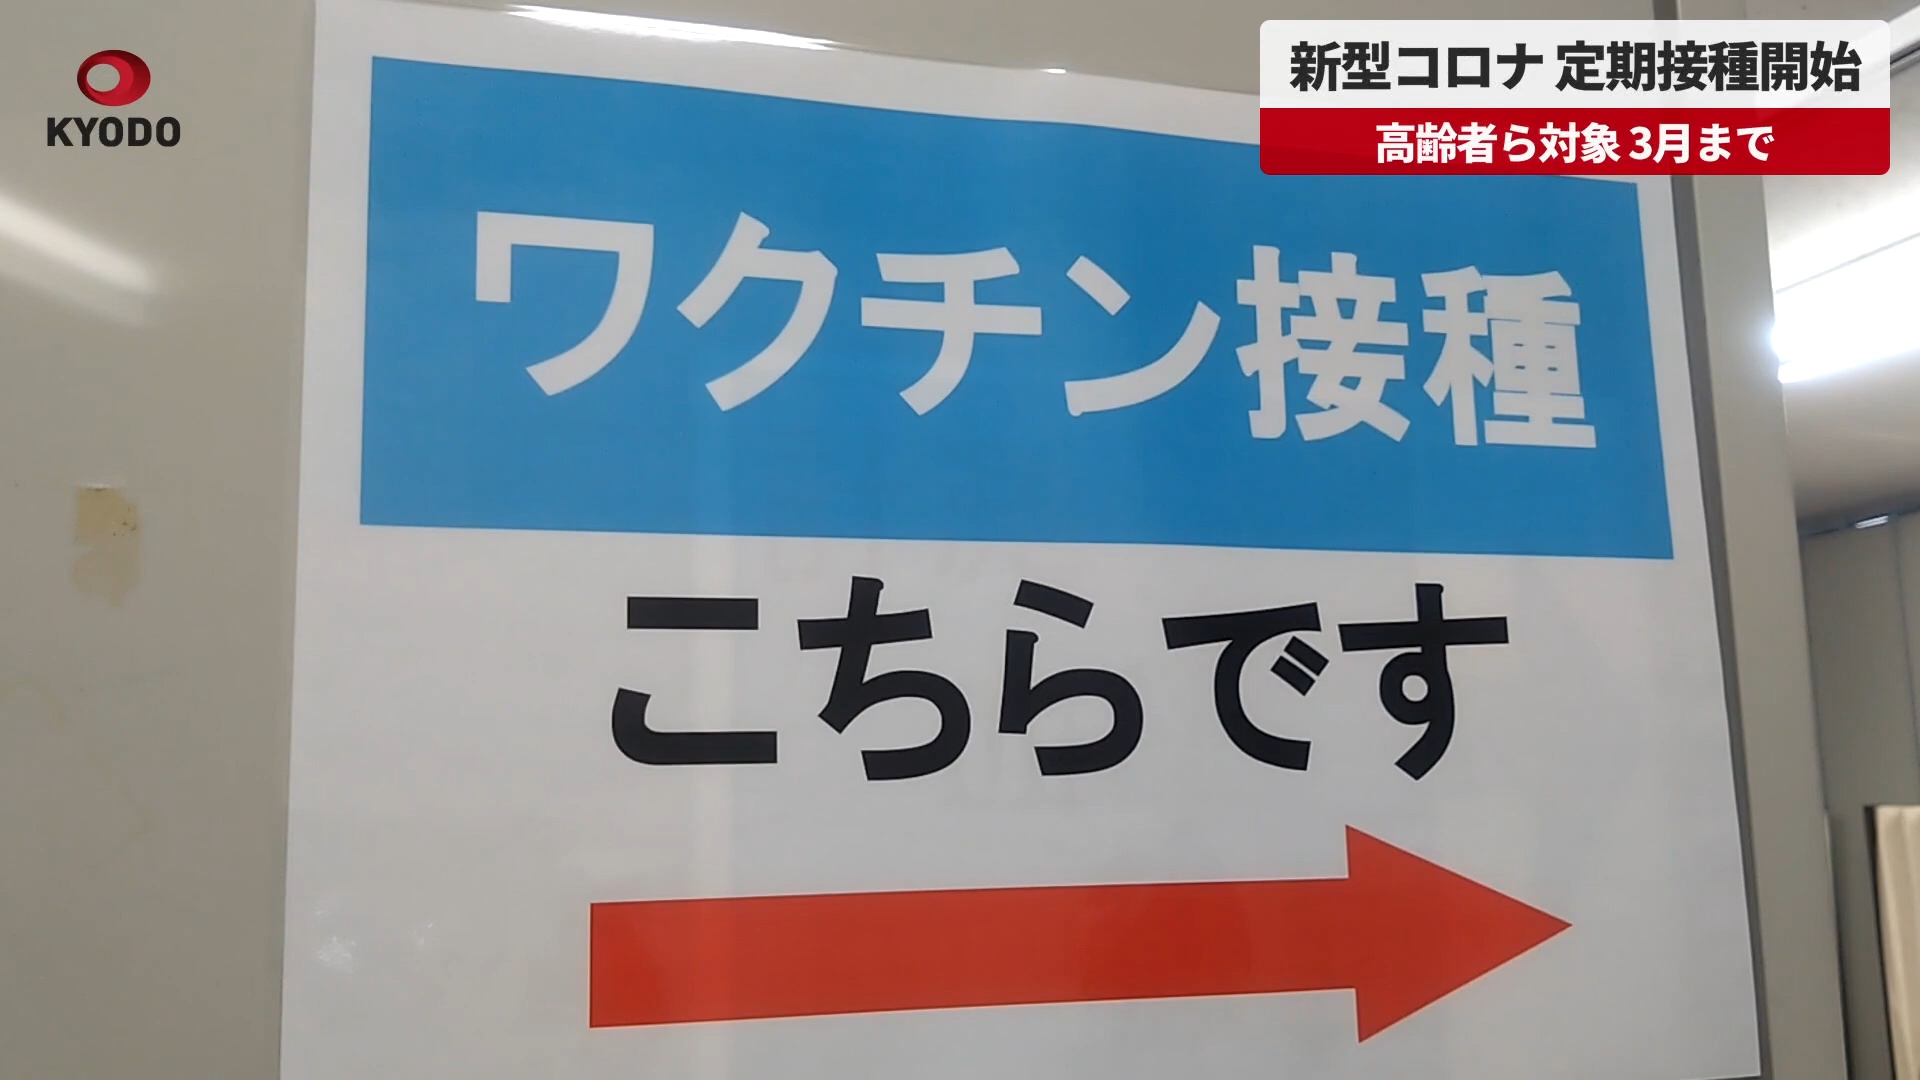 KYODO
新型コロナ 定期接種開始
高齢者ら対象 3月まで
ワクチン接種
こちらです